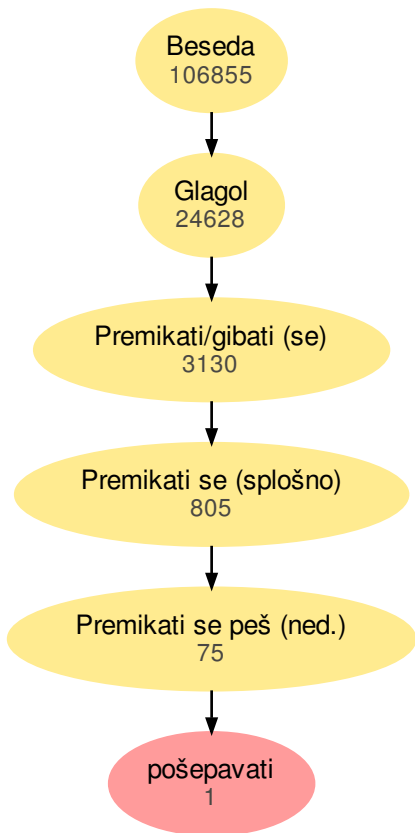 Beseda
106855
Glagol
24628
Premikati/gibati (se)
3130
Premikati se (splošno)
805
Premikati se peš (ned.)
75
pošepavati
1